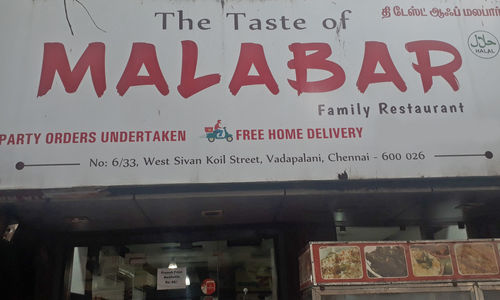 The Taste of
தி டேஸ்ட் ஆஃப் மலபார்
MALABAR
HALAL
Family Restaurant
PARTY ORDERS UNDERTAKEN FREE HOME DELIVERY
No: 6/33, West Sivan Koil Street, Vadapalani, Chennai - 600 026